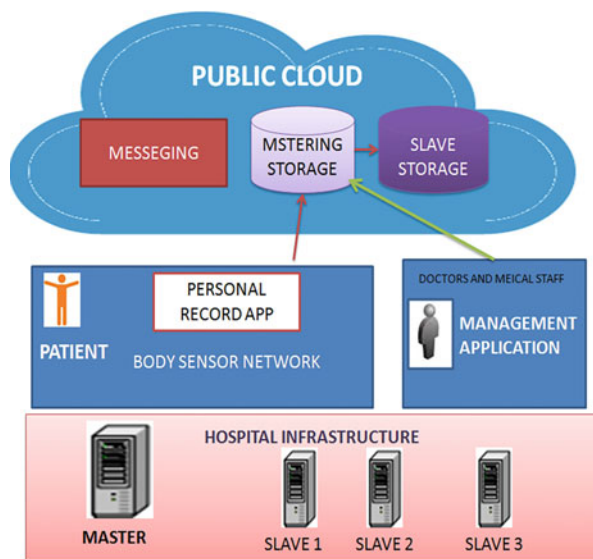 PUBLIC CLOUD
MESSEGING
MSTERING
STORAGE
SLAVE
STORAGE
PATIENT
PERSONAL
RECORD APP
BODY SENSOR NETWORK
DOCTORS AND MEICAL STAFF
MANAGEMENT
APPLICATION
HOSPITAL INFRASTRUCTURE
MASTER
SLAVE 1
SLAVE 2
SLAVE 3